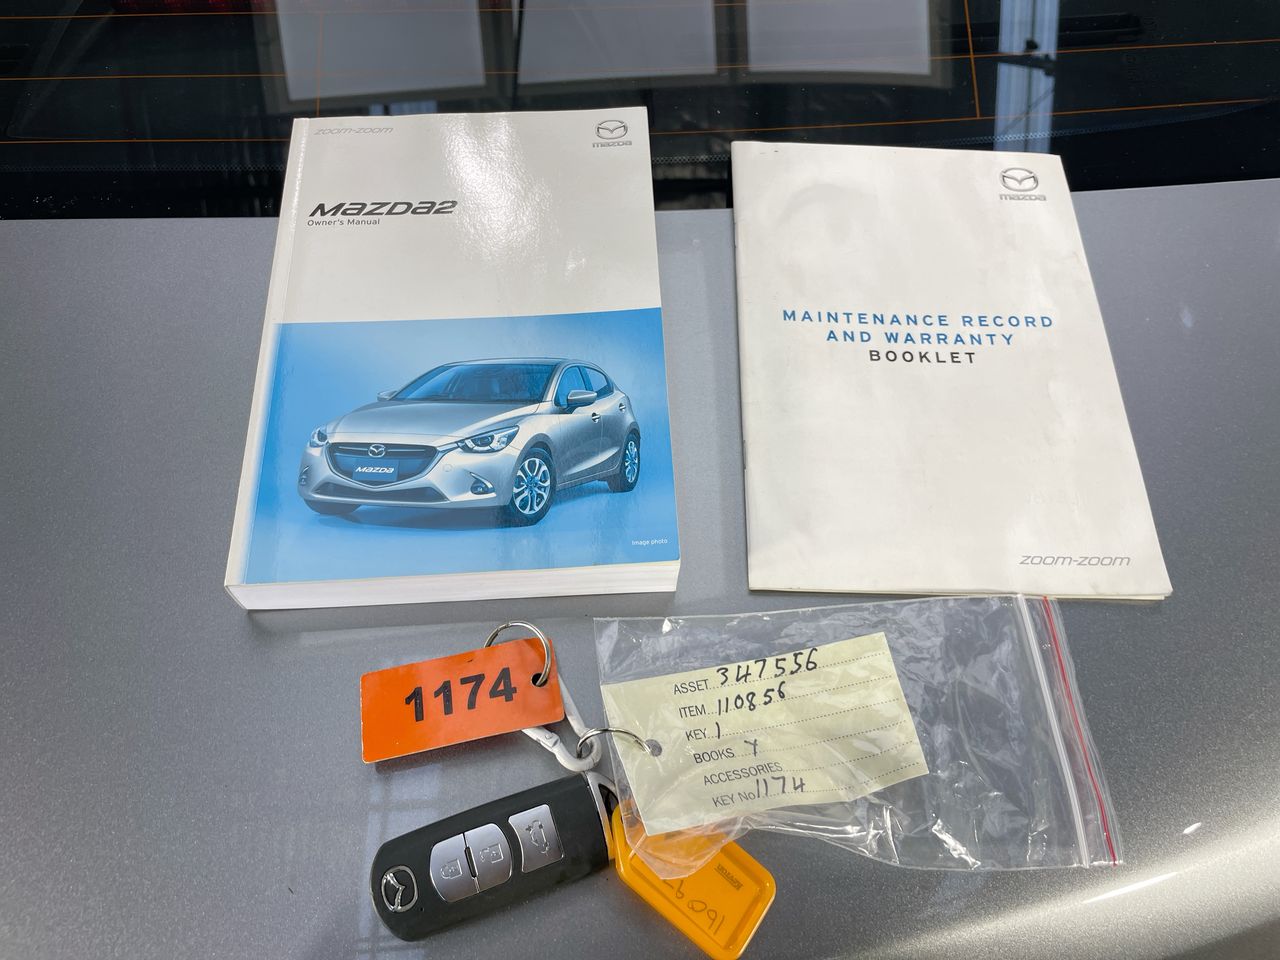 zoom-zoom
mazda
mazda2
Owner's Manual
mazda
Image photo
mazda
MAINTENANCE RECORD
AND WARRANTY
BOOKLET
zoom-zoom
1174
ASSET 347556
ITEM 110856
KEY 1
BOOKS Y
ACCESSORIES
KEY No 1174
Kevron